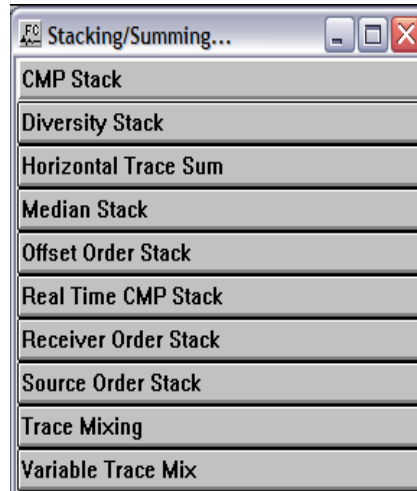 FC Stacking/Summing...
CMP Stack
Diversity Stack
Horizontal Trace Sum
Median Stack
Offset Order Stack
Real Time CMP Stack
Receiver Order Stack
Source Order Stack
Trace Mixing
Variable Trace Mix